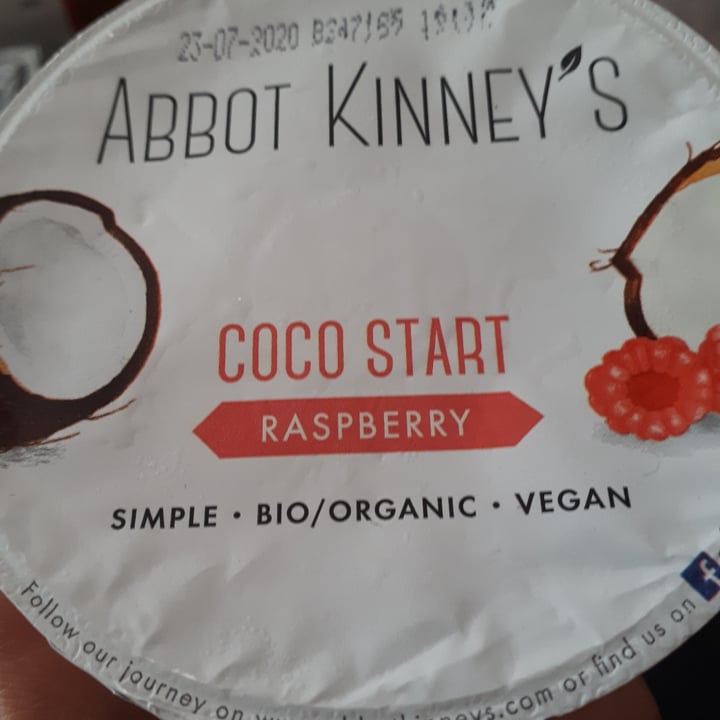 23-07-2020
ABBOT KINNEY'S
COCO START
RASPBERRY
SIMPLE • BIO/ORGANIC • VEGAN
Follow our journey on or find us on f